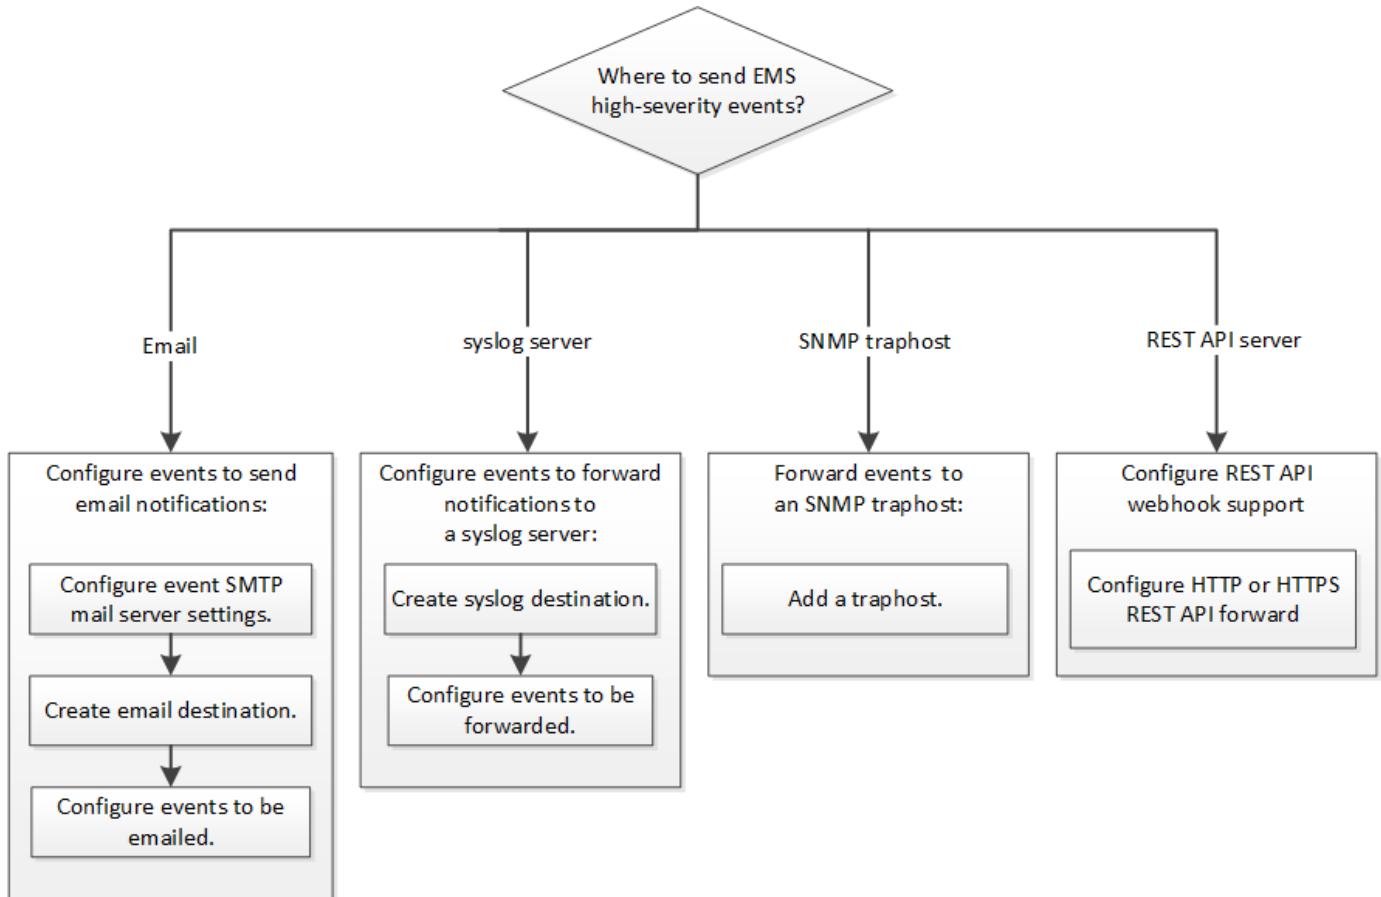 Where to send EMS
high-severity events?
Email
syslog server
SNMP traphost
REST API server
Configure events to send
email notifications:
Configure event SMTP
mail server settings.
Create email destination.
Configure events to be
emailed.
Configure events to forward
notifications to
a syslog server:
Create syslog destination.
Configure events to be
forwarded.
Forward events to
an SNMP traphost:
Add a traphost.
Configure REST API
webhook support
Configure HTTP or HTTPS
REST API forward